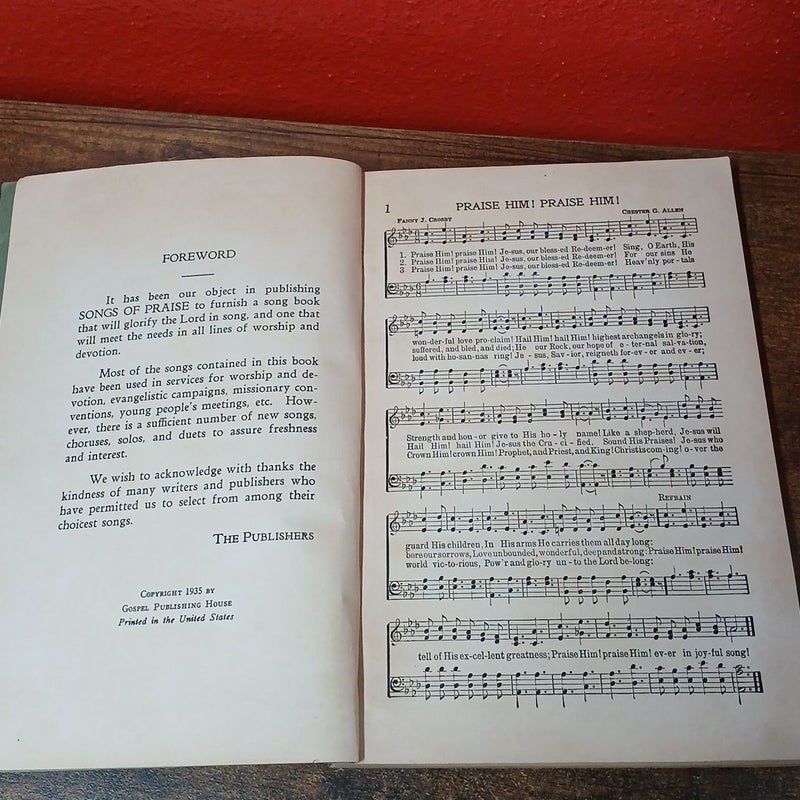 FOREWORD
It has been our object in publishing
SONGS OF PRAISE to furnish a song book
that will glorify the Lord in song, and one that
will meet the needs in all lines of worship and
devotion.
Most of the songs contained in this book
have been used in services for worship and de-
votion, evangelistic campaigns, missionary con-
ventions, young people's meetings, etc. How-
ever, there is a sufficient number of new songs,
choruses, solos, and duets to assure freshness
and interest.
We wish to acknowledge with thanks the
kindness of many writers and publishers who
have permitted us to select from among their
choicest songs.
THE PUBLISHERS
COPYRIGHT 1935 BY
GOSPEL PUBLISHING HOUSE
Printed in the United States
1 PRAISE HIM! PRAISE HIM!
FANNY J. CROSBY CHESTER G. ALLEN
1. Praise Him! praise Him! Je-sus, our bless-ed Re-deem-er! Sing, O Earth, His
2. Praise Him! praise Him! Je-sus, our bless-ed Re-deem-er! For our sins He
3 Praise Him! praise Him! Je-sus, our bless-ed Re-deem-er! Heav'nly por-tals
won-der-ful love pro-claim! Hail Him! hail Him! highest archangels in glo-ry;
suffered, and bled, and died; He our Rock, our hope of e-ter-nal sal-va-tion,
loud with ho-san-nas ring! Je-sus, Sav-ior, reigneth for-ev-er and ev-er;
Strength and hon-or give to His ho-ly name! Like a shep-herd, Je-sus will
Hail Him! hail Him! Je-sus the Cru-ci-fied. Sound His Praises! Je-sus who
Crown Him! crown Him! Prophet, and Priest, and King! Christ is com-ing! o-ver the
REFRAIN
guard His children, In His arms He carries them all day long:
bore our sorrows, Love unbounded, wonderful, deep and strong: Praise Him! praise Him!
world vic-to-rious, Pow'r and glo-ry un-to the Lord be-long:
tell of His ex-cel-lent greatness; Praise Him! praise Him! ev-er in joy-ful song!